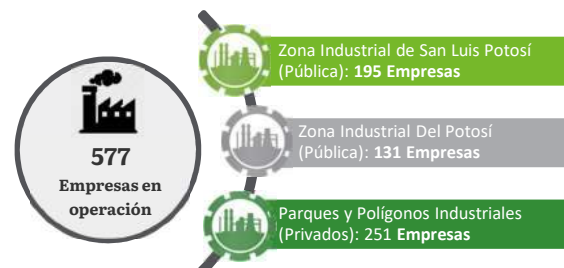 577
Empresas en
operación
Zona Industrial de San Luis Potosí
(Pública): 195 Empresas
Zona Industrial Del Potosí
(Pública): 131 Empresas
Parques y Polígonos Industriales
(Privados): 251 Empresas